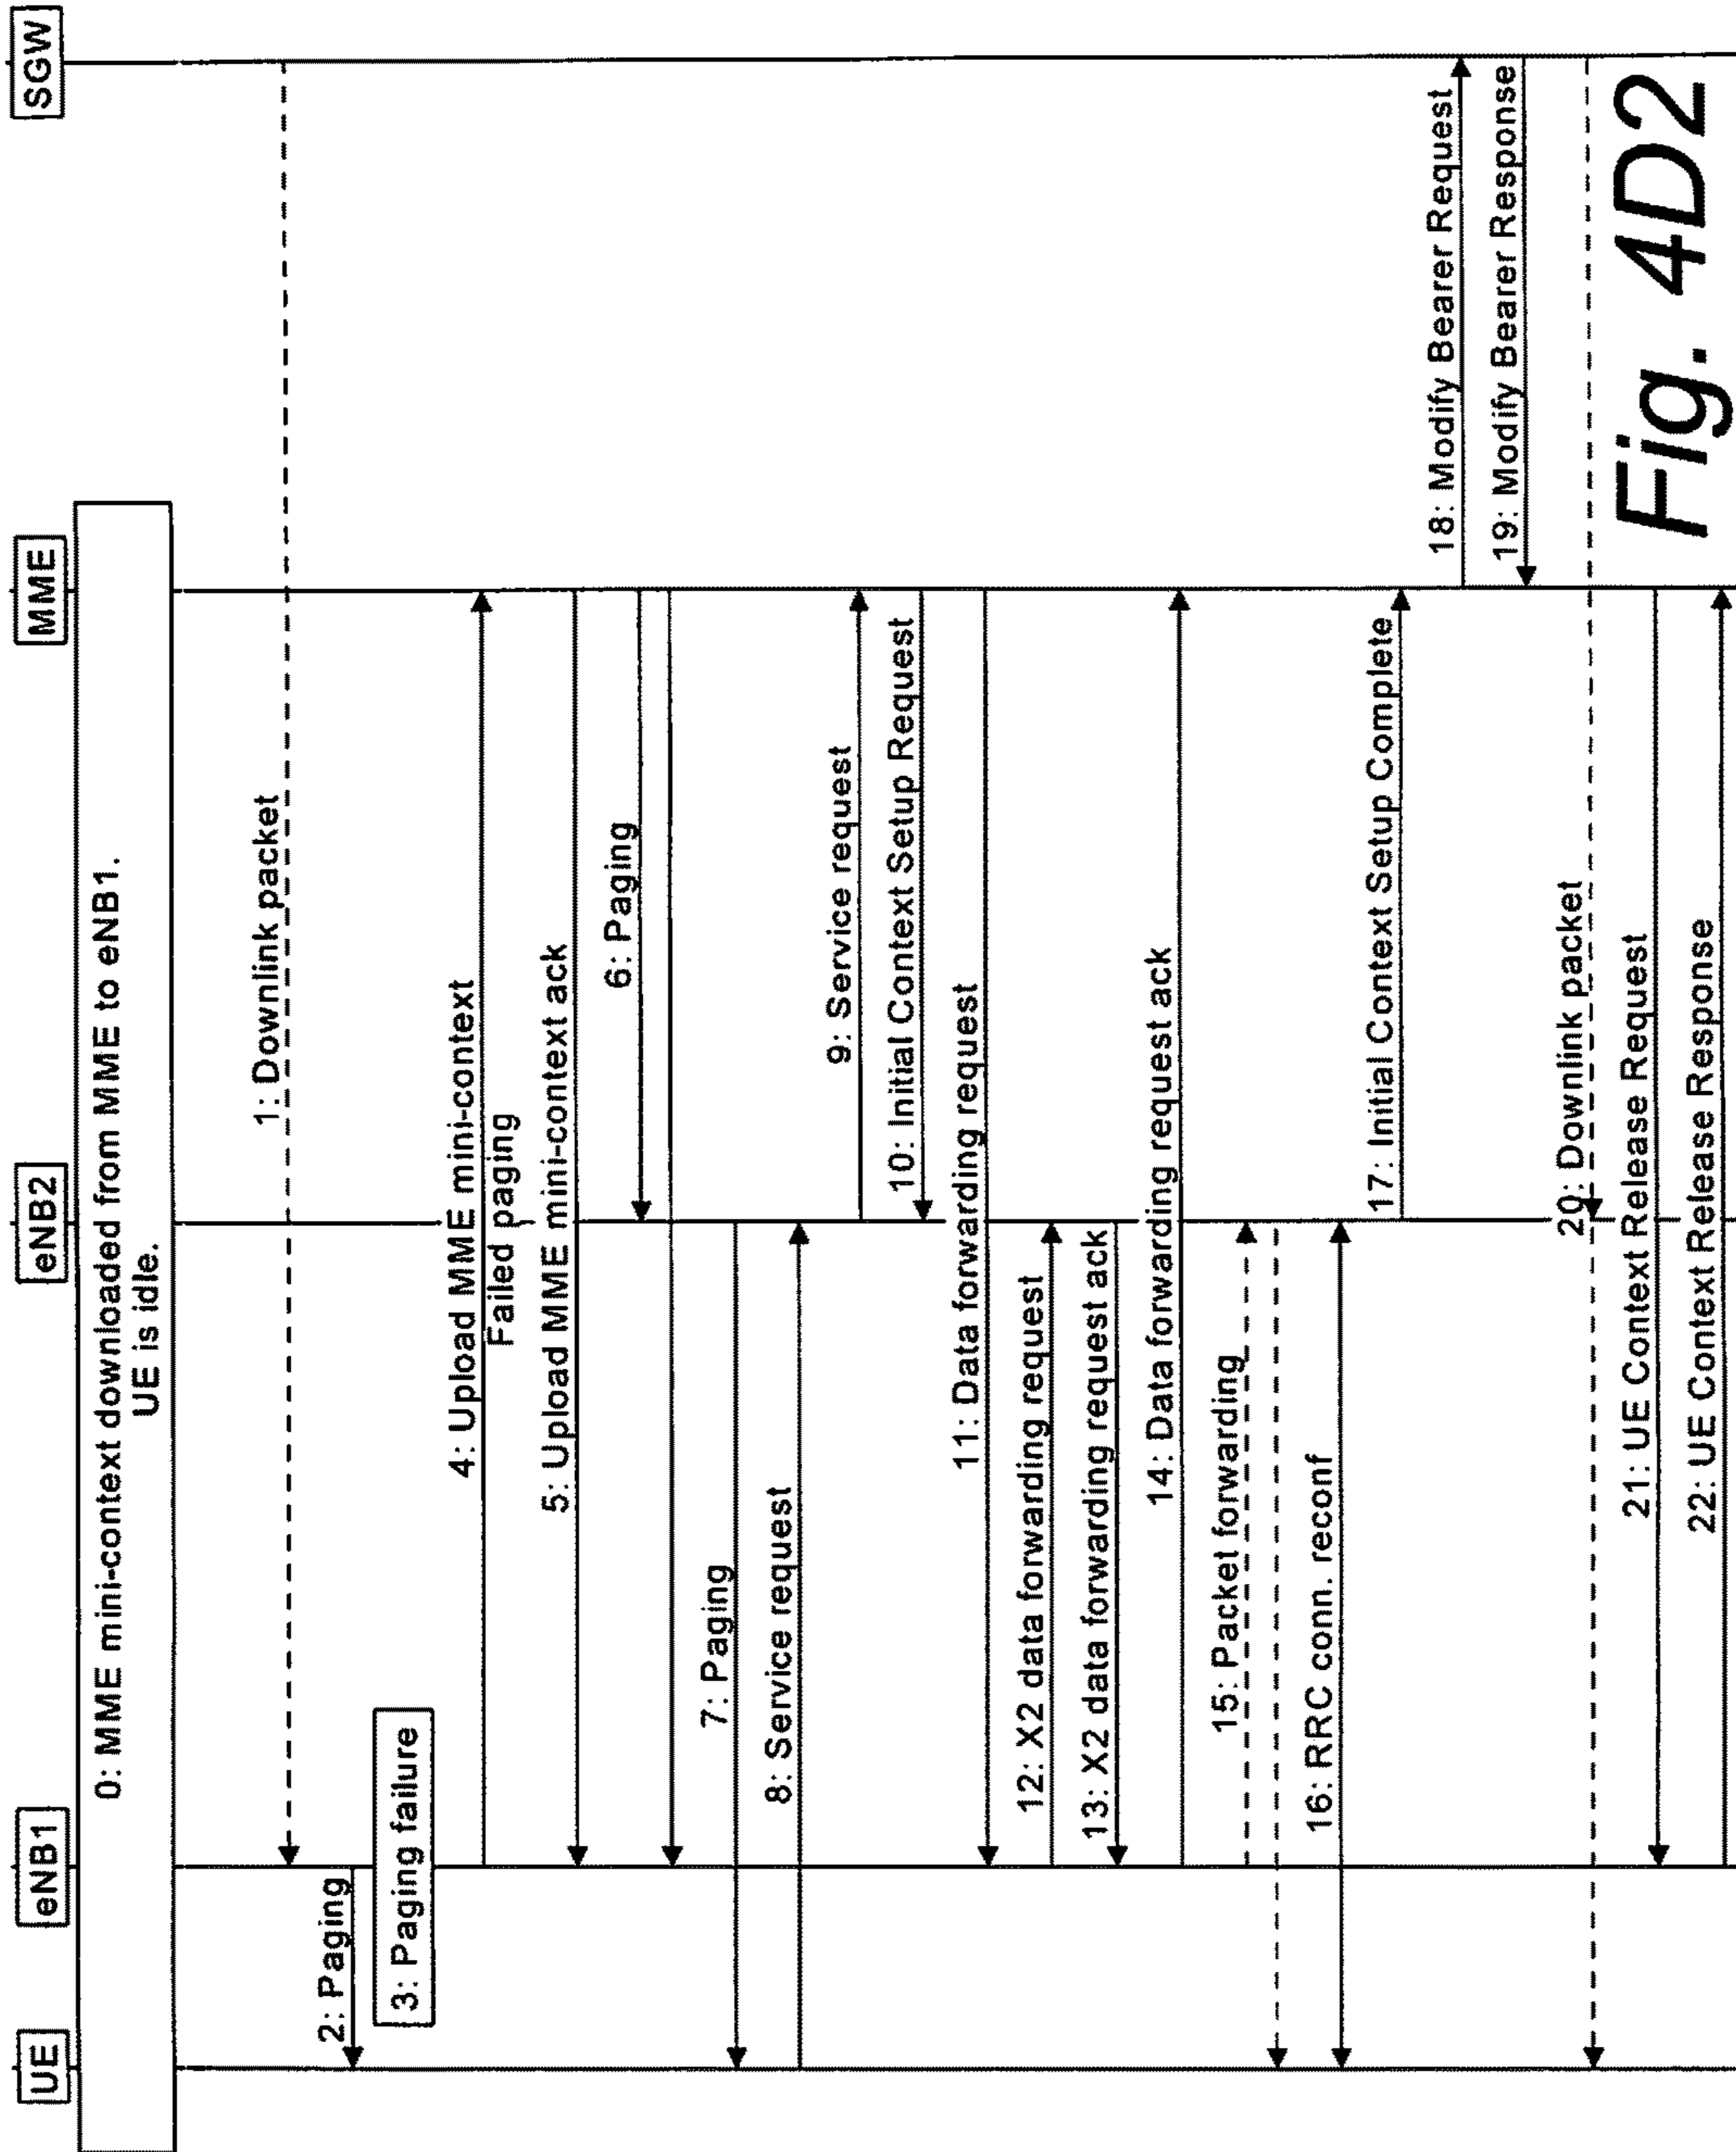 UE
eNB1
eNB2
MME
SGW
0: MME mini-context downloaded from MME to eNB1.
UE is idle.
1: Downlink packet
2: Paging
3: Paging failure
4: Upload MME mini-context
Failed paging
5: Upload MME mini-context ack
6: Paging
7: Paging
8: Service request
9: Service request
10: Initial Context Setup Request
11: Data forwarding request
12: X2 data forwarding request
13: X2 data forwarding request ack
14: Data forwarding request ack
15: Packet forwarding
16: RRC conn. reconf
17: Initial Context Setup Complete
18: Modify Bearer Request
19: Modify Bearer Response
20: Downlink packet
21: UE Context Release Request
22: UE Context Release Response
Fig. 4D2